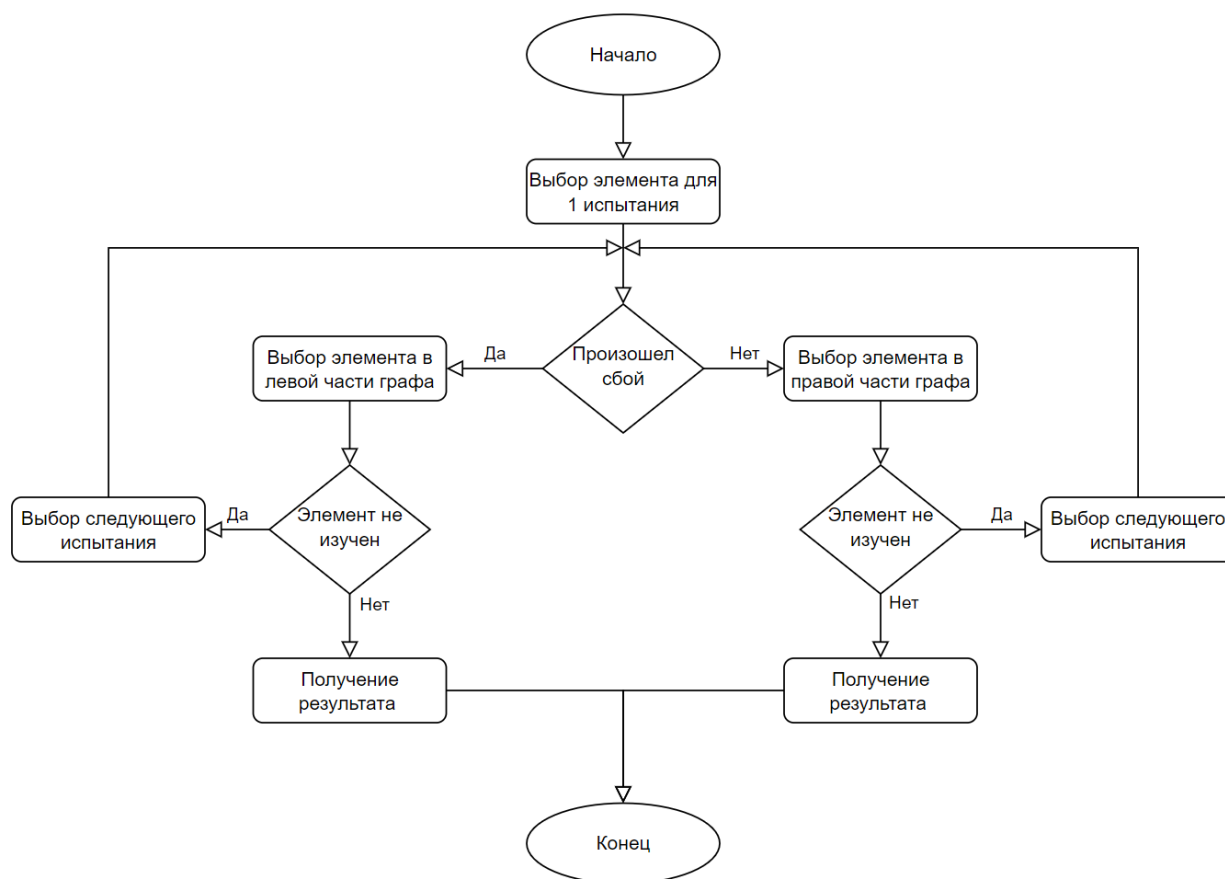 Начало
Выбор элемента для
1 испытания
Выбор элемента в
левой части графа
Да
Произошел
сбой
Нет
Выбор элемента в
правой части графа
Выбор следующего
испытания
Да
Элемент не
изучен
Элемент не
изучен
Да
Выбор следующего
испытания
Нет
Нет
Получение
результата
Получение
результата
Конец